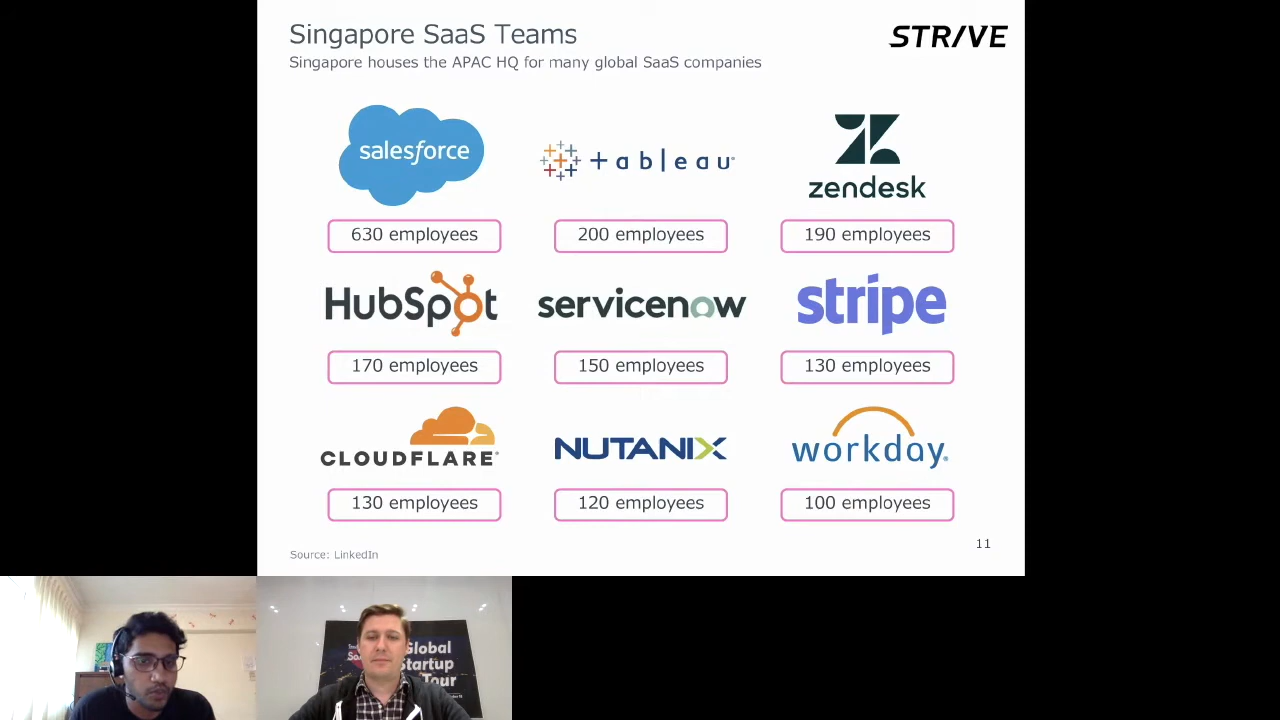 Singapore SaaS Teams
STRIVE
Singapore houses the APAC HQ for many global SaaS companies
salesforce
tableau
zendesk
630 employees
200 employees
190 employees
HubSpot
servicenow
stripe
170 employees
150 employees
130 employees
CLOUDFLARE
NUTANIX
workday
130 employees
120 employees
100 employees
11
Source: LinkedIn
Global
Startup
Tour